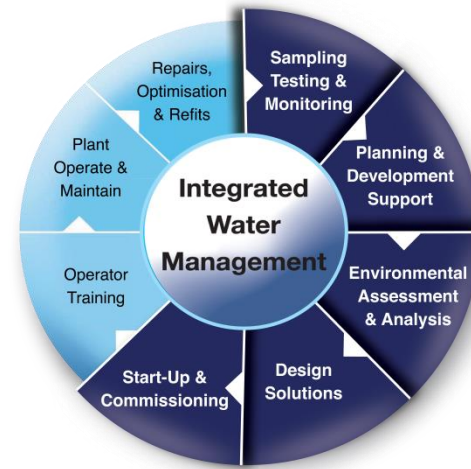 Integrated
Water
Management
Sampling
Testing &
Monitoring
Planning &
Development
Support
Environmental
Assessment
& Analysis
Design
Solutions
Start-Up &
Commissioning
Operator
Training
Plant
Operate &
Maintain
Repairs,
Optimisation
& Refits